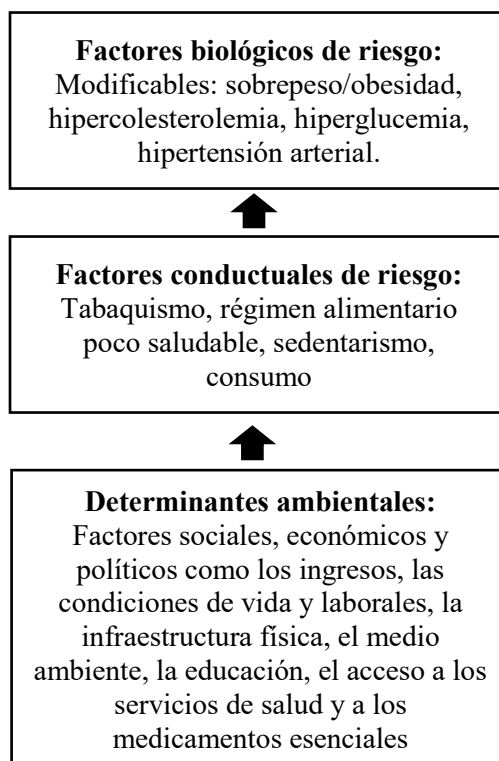 Factores biológicos de riesgo:
Modificables: sobrepeso/obesidad,
hipercolesterolemia, hiperglucemia,
hipertensión arterial.
Factores conductuales de riesgo:
Tabaquismo, régimen alimentario
poco saludable, sedentarismo,
consumo
Determinantes ambientales:
Factores sociales, económicos y
políticos como los ingresos, las
condiciones de vida y laborales, la
infraestructura física, el medio
ambiente, la educación, el acceso a los
servicios de salud y a los
medicamentos esenciales